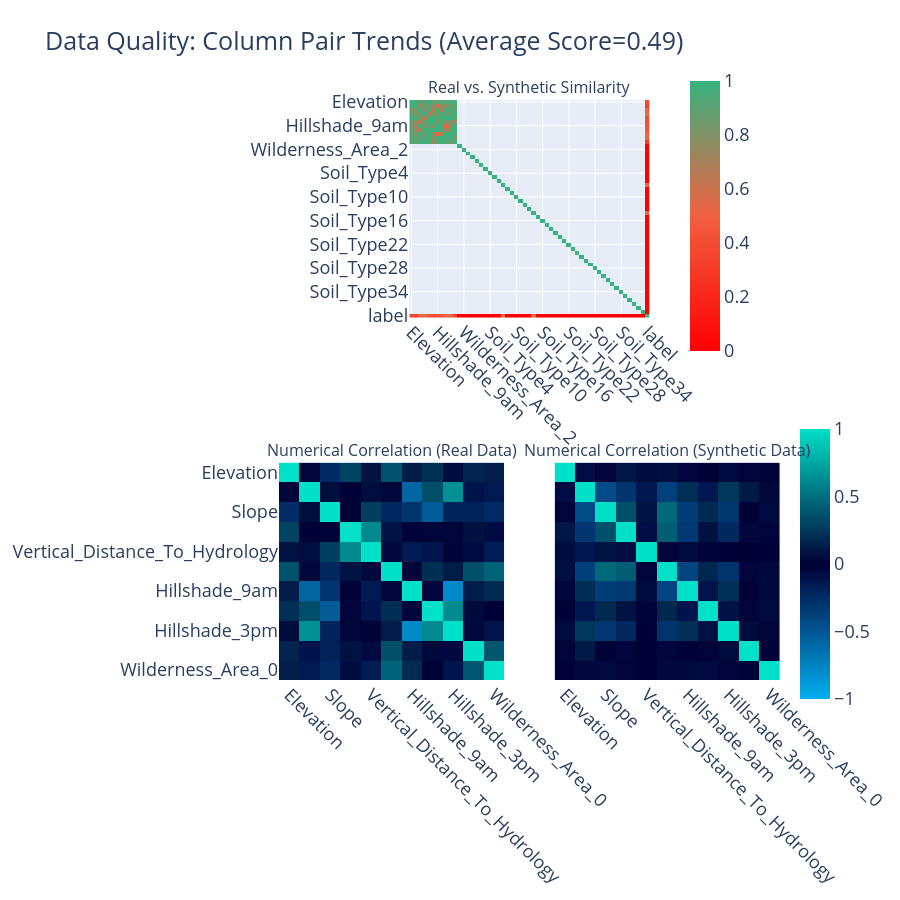 Data Quality: Column Pair Trends (Average Score=0.49)
Real vs. Synthetic Similarity
Elevation
Hillshade_9am
Wilderness_Area_2
Soil_Type4
Soil_Type10
Soil_Type16
Soil_Type22
Soil_Type28
Soil_Type34
label
Elevation
Hillshade_9am
Wilderness_Area_2
Soil_Type4
Soil_Type10
Soil_Type16
Soil_Type22
Soil_Type28
Soil_Type34
label
1
0.8
0.6
0.4
0.2
0
Numerical Correlation (Real Data)
Numerical Correlation (Synthetic Data)
Elevation
Slope
Vertical_Distance_To_Hydrology
Hillshade_9am
Hillshade_3pm
Wilderness_Area_0
Elevation
Slope
Vertical_Distance_To_Hydrology
Hillshade_9am
Hillshade_3pm
Wilderness_Area_0
Elevation
Slope
Vertical_Distance_To_Hydrology
Hillshade_9am
Hillshade_3pm
Wilderness_Area_0
1
0.5
0
−0.5
−1